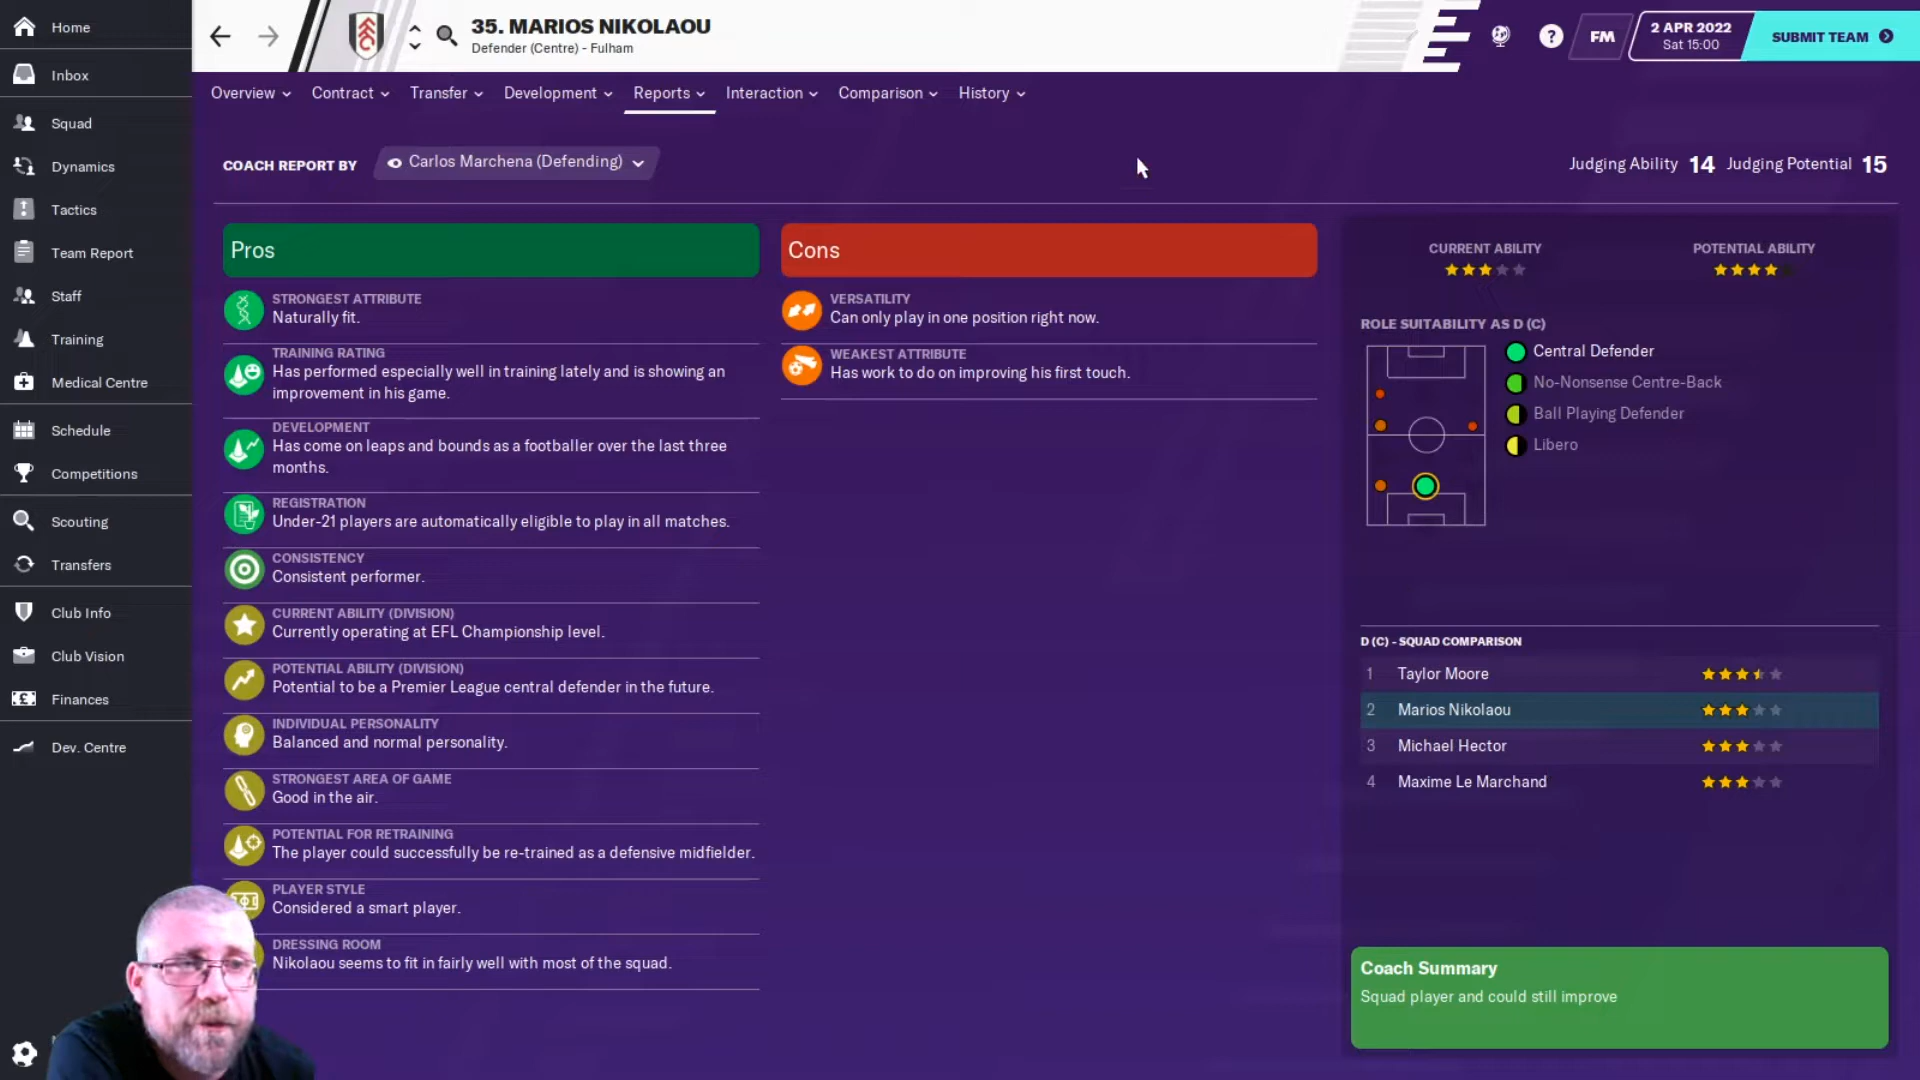 Home
Inbox
Squad
Dynamics
Tactics
Team Report
Staff
Training
Medical Centre
Schedule
Competitions
Scouting
Transfers
Club Info
Club Vision
Finances
Dev. Centre
35. MARIOS NIKOLAOU
Defender (Centre) - Fulham
?
FM
2 APR 2022
Sat 15:00
SUBMIT TEAM
Overview
Contract
Transfer
Development
Reports
Interaction
Comparison
History
COACH REPORT BY
Carlos Marchena (Defending)
Judging Ability 14 Judging Potential 15
Pros
STRONGEST ATTRIBUTE
Naturally fit.
TRAINING RATING
Has performed especially well in training lately and is showing an
improvement in his game.
DEVELOPMENT
Has come on leaps and bounds as a footballer over the last three
months.
REGISTRATION
Under-21 players are automatically eligible to play in all matches.
CONSISTENCY
Consistent performer.
CURRENT ABILITY (DIVISION)
Currently operating at EFL Championship level.
POTENTIAL ABILITY (DIVISION)
Potential to be a Premier League central defender in the future.
INDIVIDUAL PERSONALITY
Balanced and normal personality.
STRONGEST AREA OF GAME
Good in the air.
POTENTIAL FOR RETRAINING
The player could successfully be re-trained as a defensive midfielder.
PLAYER STYLE
Considered a smart player.
DRESSING ROOM
Nikolaou seems to fit in fairly well with most of the squad.
Cons
VERSATILITY
Can only play in one position right now.
WEAKEST ATTRIBUTE
Has work to do on improving his first touch.
CURRENT ABILITY
POTENTIAL ABILITY
ROLE SUITABILITY AS D (C)
Central Defender
No-Nonsense Centre-Back
Ball Playing Defender
Libero
D (C) - SQUAD COMPARISON
1 Taylor Moore
2 Marios Nikolaou
3 Michael Hector
4 Maxime Le Marchand
Coach Summary
Squad player and could still improve